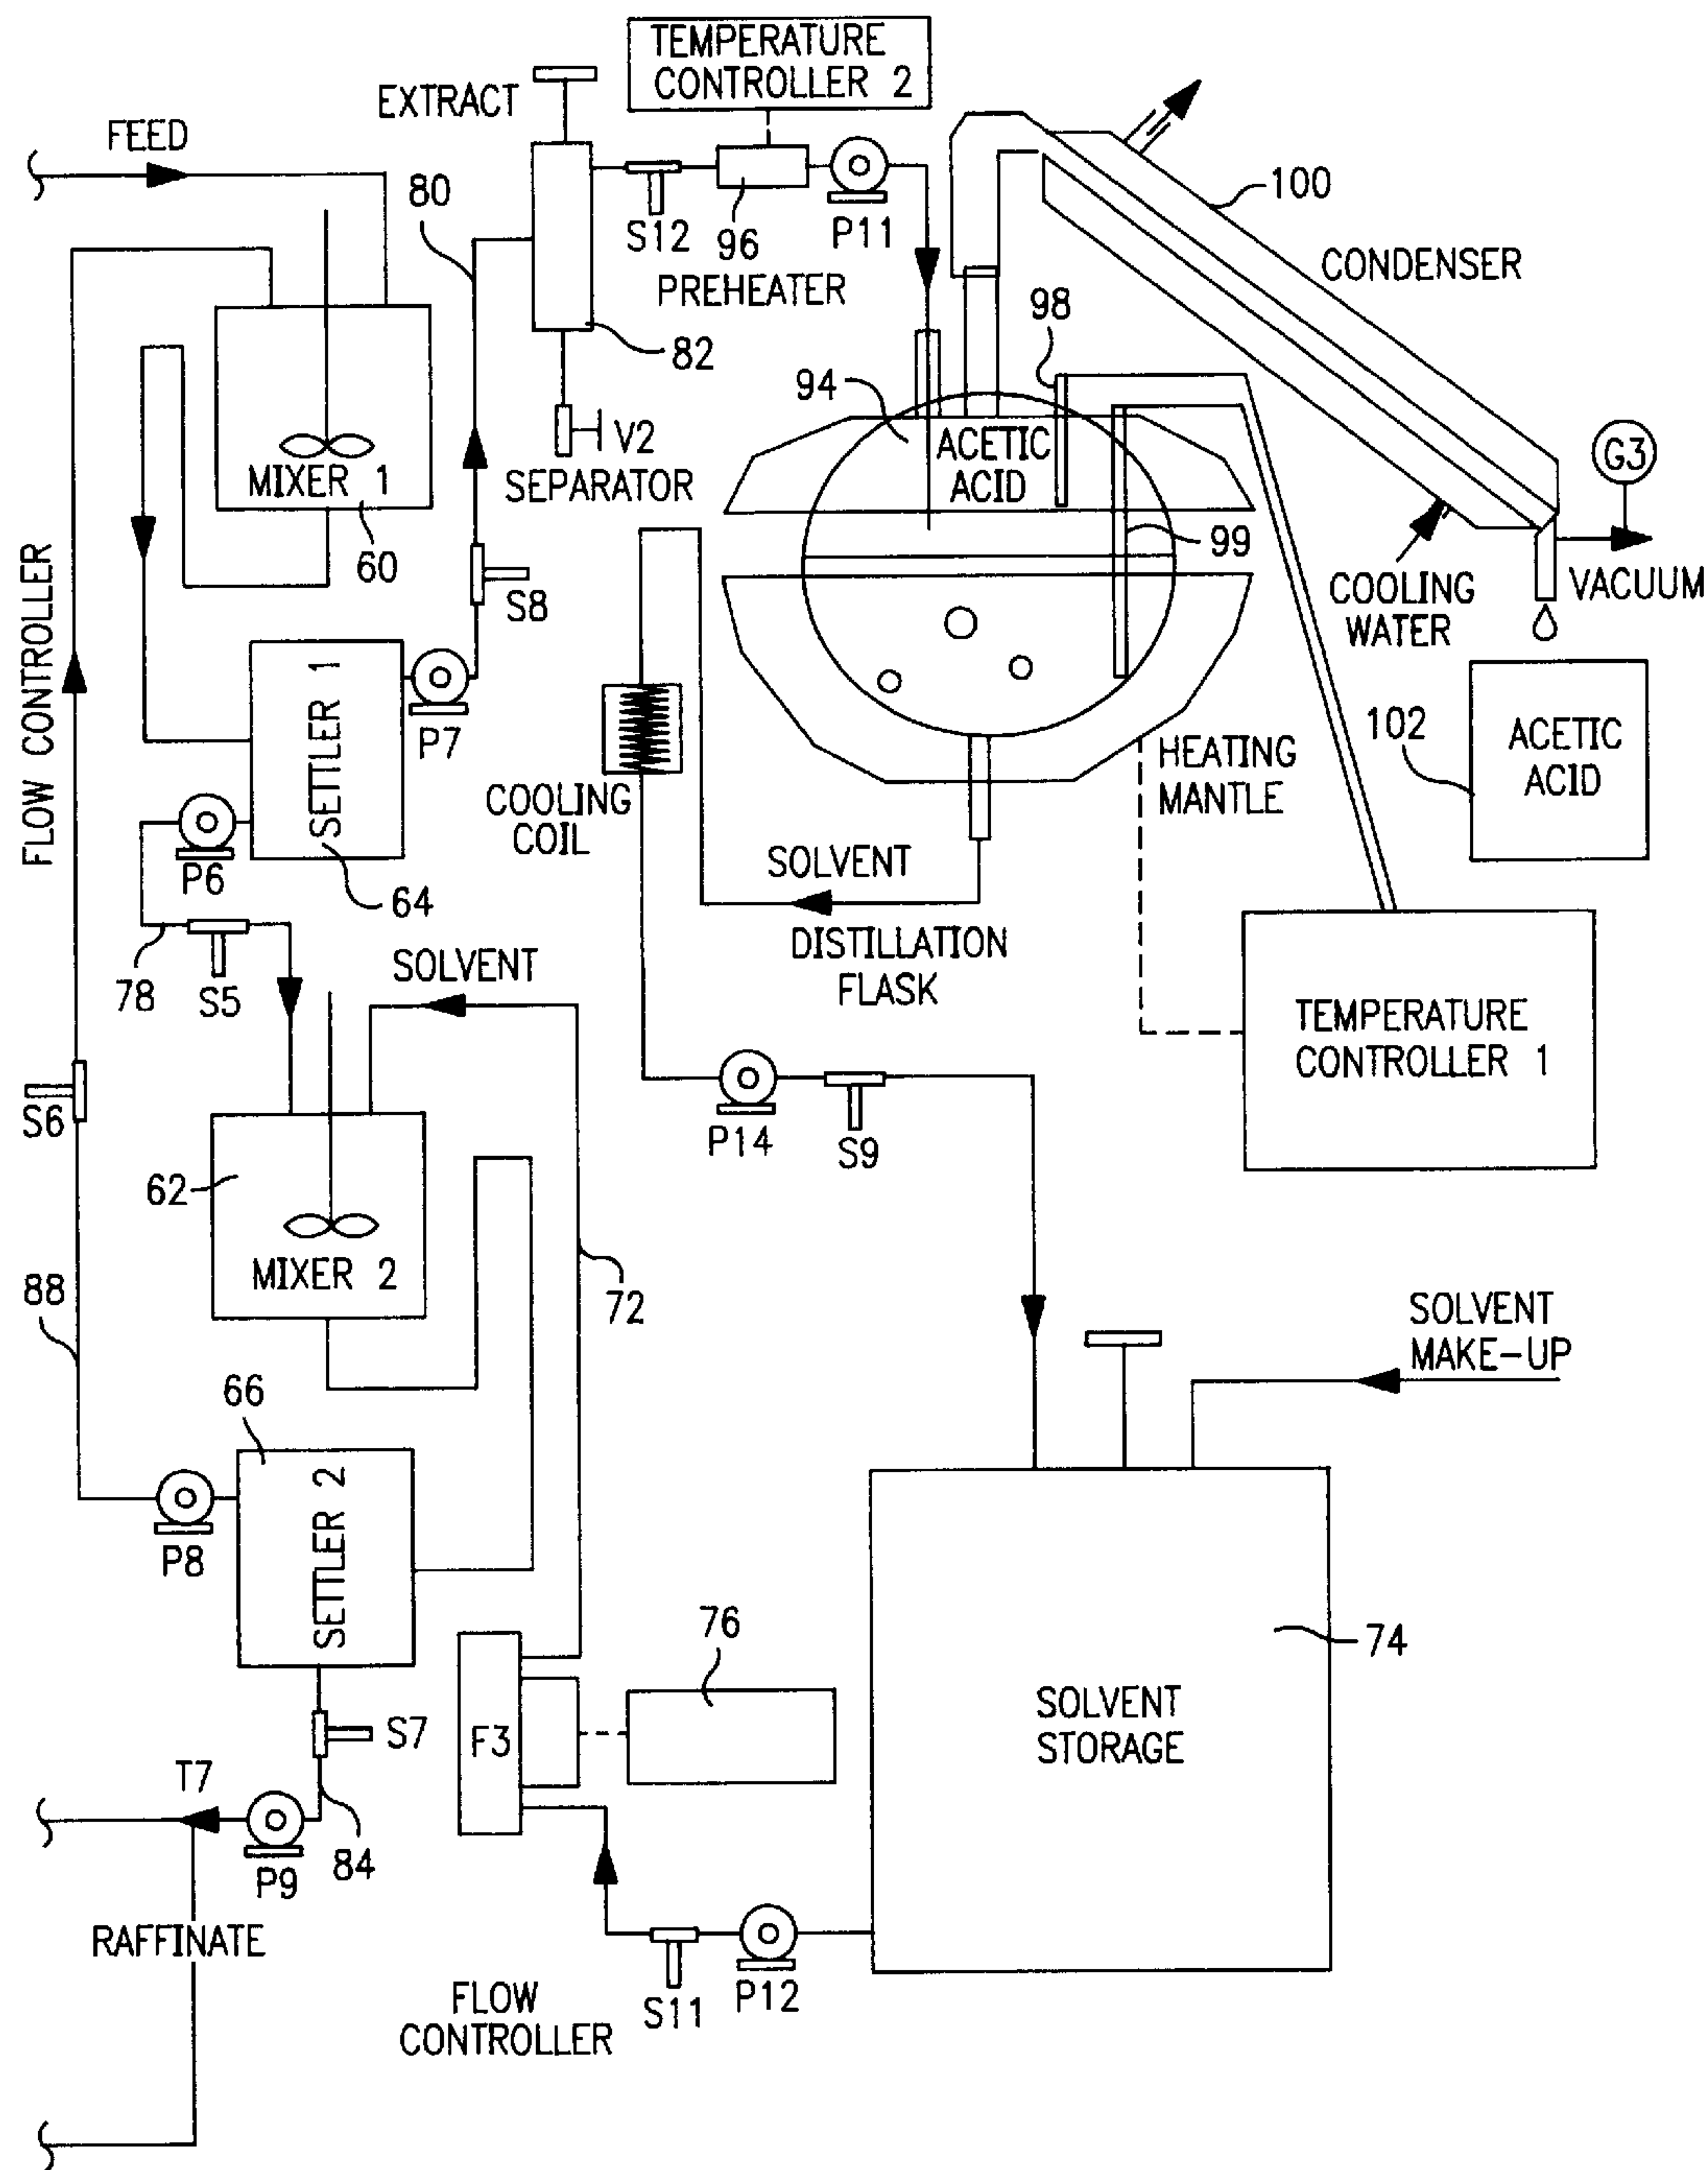 TEMPERATURE
CONTROLLER 2
EXTRACT
FEED
80
S12
96
P11
PREHEATER
100
CONDENSER
82
98
94
V2
SEPARATOR
ACETIC
ACID
G3
MIXER 1
60
99
FLOW CONTROLLER
S8
COOLING
WATER
VACUUM
SETTLER 1
P7
HEATING
MANTLE
102
ACETIC
ACID
COOLING
COIL
P6
64
SOLVENT
DISTILLATION
FLASK
78
S5
SOLVENT
TEMPERATURE
CONTROLLER 1
S6
P14
S9
62
MIXER 2
72
88
SOLVENT
MAKE-UP
66
SETTLER 2
P8
76
74
SOLVENT
STORAGE
F3
S7
T7
P9
84
RAFFINATE
S11
P12
FLOW
CONTROLLER